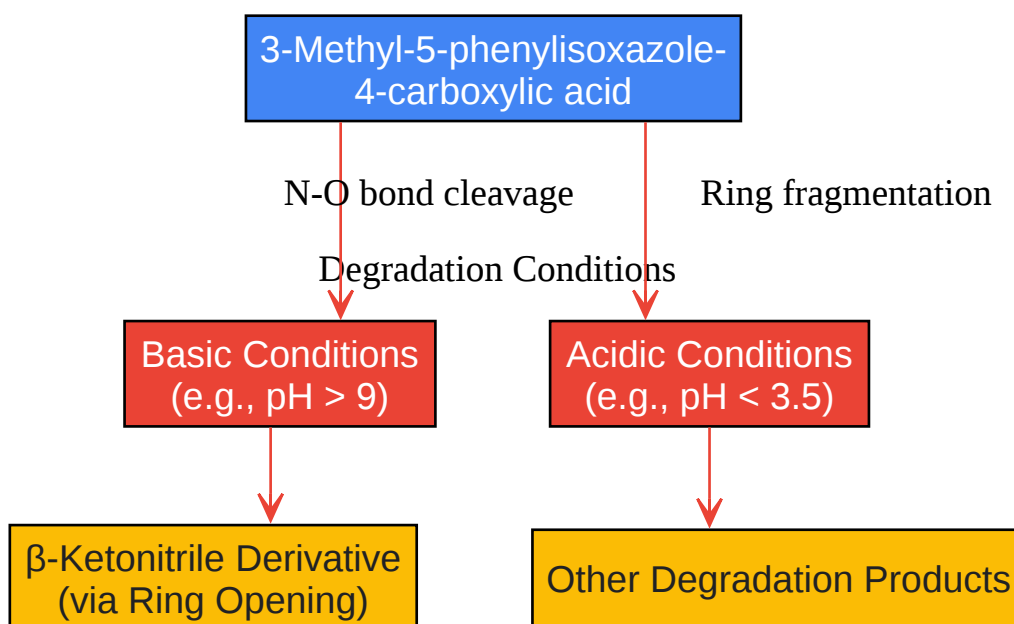 3-Methyl-5-phenylisoxazole-
4-carboxylic acid
N-O bond cleavage
Ring fragmentation
Degradation Conditions
Basic Conditions
(e.g., pH > 9)
Acidic Conditions
(e.g., pH < 3.5)
β-Ketonitrile Derivative
(via Ring Opening)
Other Degradation Products